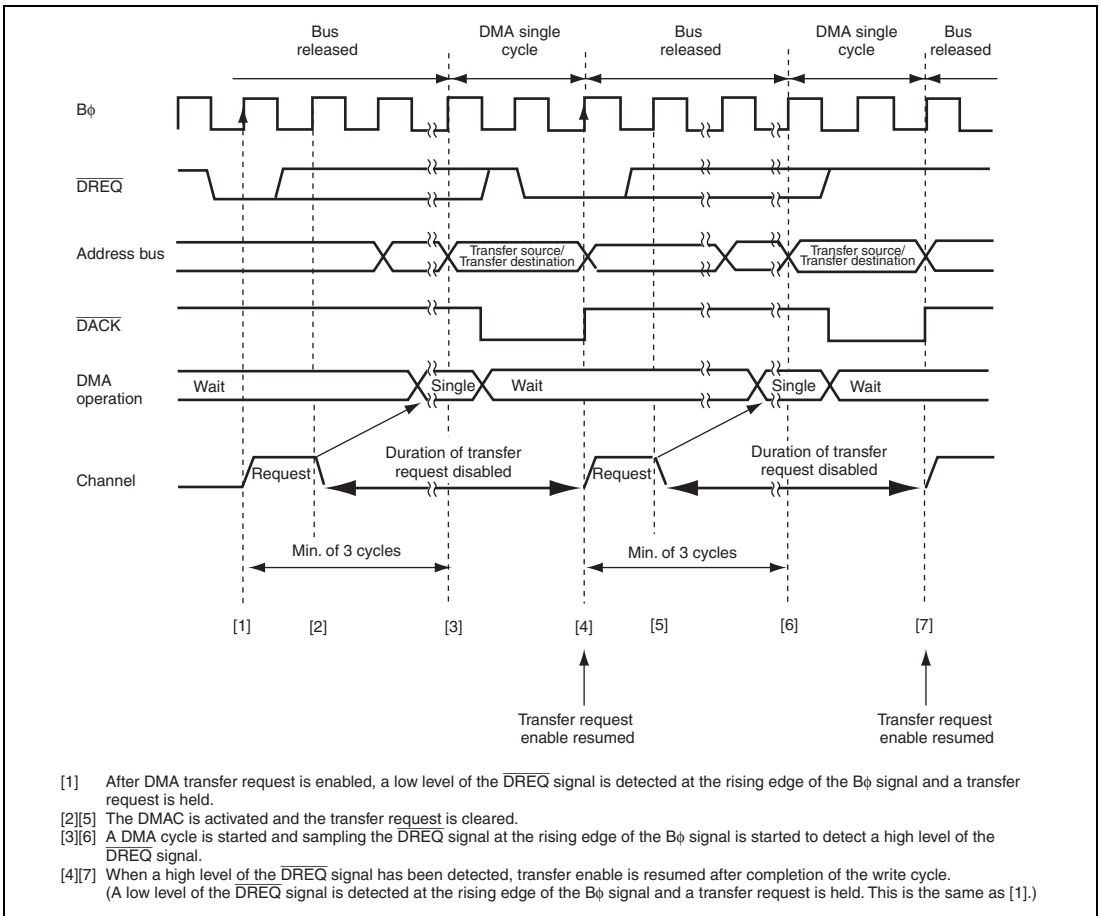 Bus released
DMA single cycle
Bus released
DMA single cycle
Bus released
Bφ
DREQ
Address bus
Transfer source/
Transfer destination
Transfer source/
Transfer destination
DACK
DMA operation
Wait
Single
Wait
Single
Wait
Channel
Request
Duration of transfer request disabled
Request
Duration of transfer request disabled
Min. of 3 cycles
Min. of 3 cycles
[1] [2] [3] [4] [5] [6] [7]
Transfer request enable resumed
Transfer request enable resumed
[1] After DMA transfer request is enabled, a low level of the DREQ signal is detected at the rising edge of the Bφ signal and a transfer
request is held.
[2][5] The DMAC is activated and the transfer request is cleared.
[3][6] A DMA cycle is started and sampling the DREQ signal at the rising edge of the Bφ signal is started to detect a high level of the
DREQ signal.
[4][7] When a high level of the DREQ signal has been detected, transfer enable is resumed after completion of the write cycle.
(A low level of the DREQ signal is detected at the rising edge of the Bφ signal and a transfer request is held. This is the same as [1].)